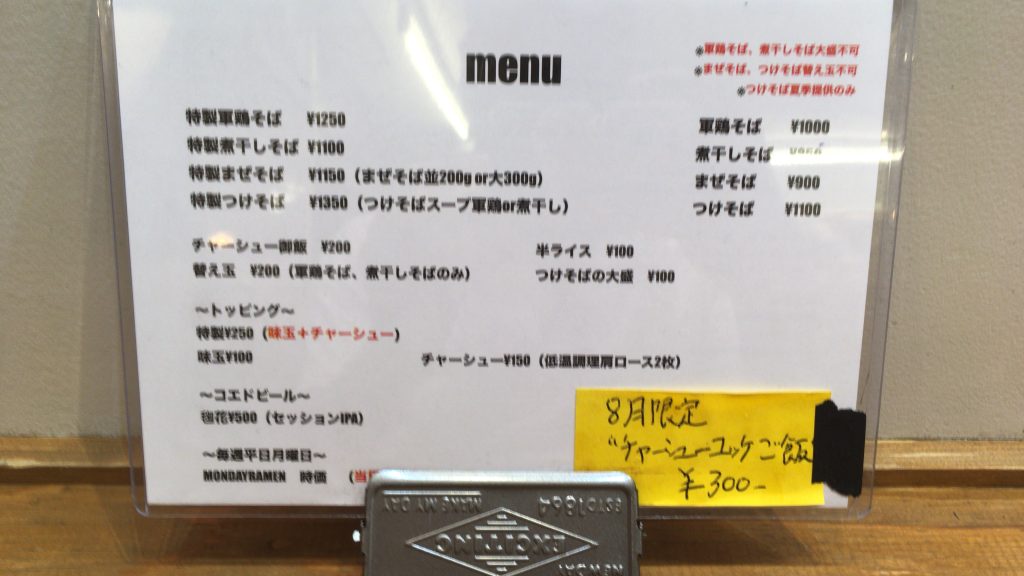 menu
※軍鶏そば、煮干しそば大盛不可
※まぜそば、つけそば替え玉不可
※つけそば夏季提供のみ
特製軍鶏そば ¥1250
軍鶏そば ¥1000
特製煮干しそば ¥1100
煮干しそば
特製まぜそば ¥1150（まぜそば並200g or大300g）
まぜそば ¥900
特製つけそば ¥1350（つけそばスープ軍鶏or煮干し）
つけそば ¥1100
チャーシュー御飯 ¥200
半ライス ¥100
替え玉 ¥200（軍鶏そば、煮干しそばのみ）
つけそばの大盛 ¥100
～トッピング～
特製¥250（味玉＋チャーシュー）
味玉¥100
チャーシュー¥150（低温調理肩ロース2枚）
～コエドビール～
毬花¥500（セッションIPA）
～毎週平日月曜日～
MONDAYRAMEN 時価 （当
8月限定
"チャーシューユッケご飯
¥300-
MAKE MY DAY
ESTD1864
EXCITING
NEW DAY